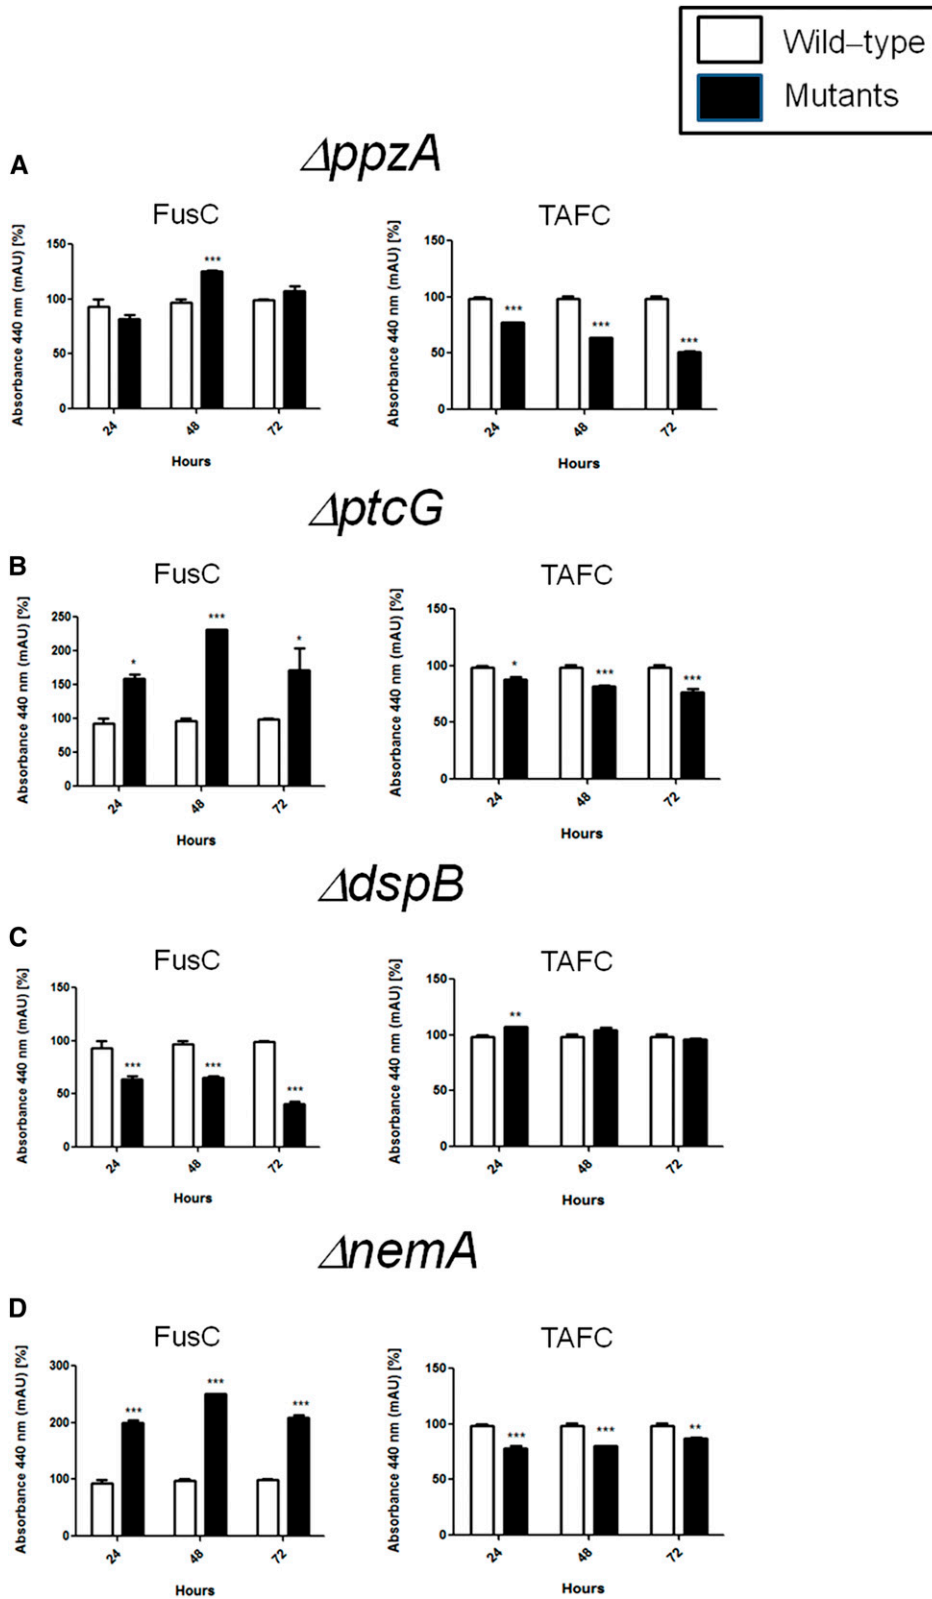 Wild–type
Mutants
ΔppzA
A
FusC
TAFC
Absorbance 440 nm (mAU) [%]
150
100
50
0
***
24
48
72
Hours
Absorbance 440 nm (mAU) [%]
150
100
50
0
***
***
***
24
48
72
Hours
ΔptcG
B
FusC
TAFC
Absorbance 440 nm (mAU) [%]
250
200
150
100
50
0
*
***
*
24
48
72
Hours
Absorbance 440 nm (mAU) [%]
150
100
50
0
*
***
***
24
48
72
Hours
ΔdspB
C
FusC
TAFC
Absorbance 440 nm (mAU) [%]
150
100
50
0
***
***
***
24
48
72
Hours
Absorbance 440 nm (mAU) [%]
150
100
50
0
**
24
48
72
Hours
ΔnemA
D
FusC
TAFC
Absorbance 440 nm (mAU) [%]
300
200
100
0
***
***
***
24
48
72
Hours
Absorbance 440 nm (mAU) [%]
150
100
50
0
***
***
**
24
48
72
Hours